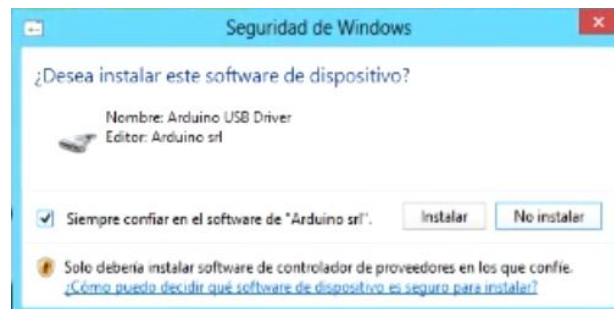 Seguridad de Windows
¿Desea instalar este software de dispositivo?
Nombre: Arduino USB Driver
Editor: Arduino srl
Siempre confiar en el software de "Arduino srl".
Instalar
No instalar
Solo debería instalar software de controlador de proveedores en los que confíe.
¿Cómo puedo decidir qué software de dispositivo es seguro para instalar?